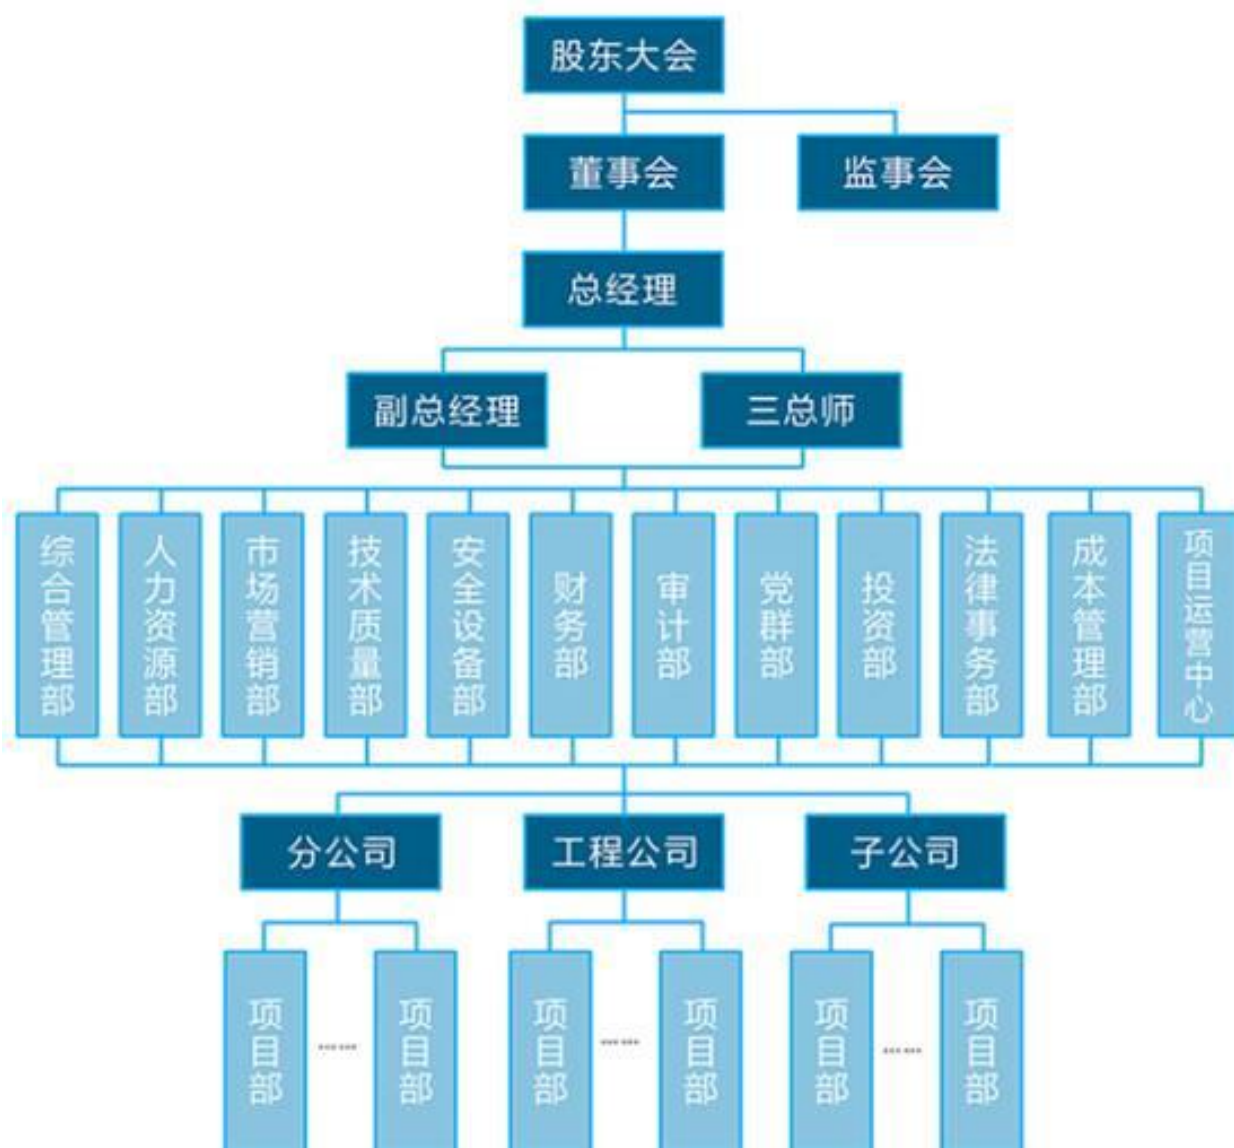 股东大会
董事会
监事会
总经理
副总经理
三总师
综合管理部
人力资源部
市场营销部
技术质量部
安全设备部
财务部
审计部
党群部
投资部
法律事务部
成本管理部
项目运营中心
分公司
工程公司
子公司
项目部
……
项目部
项目部
……
项目部
项目部
……
项目部